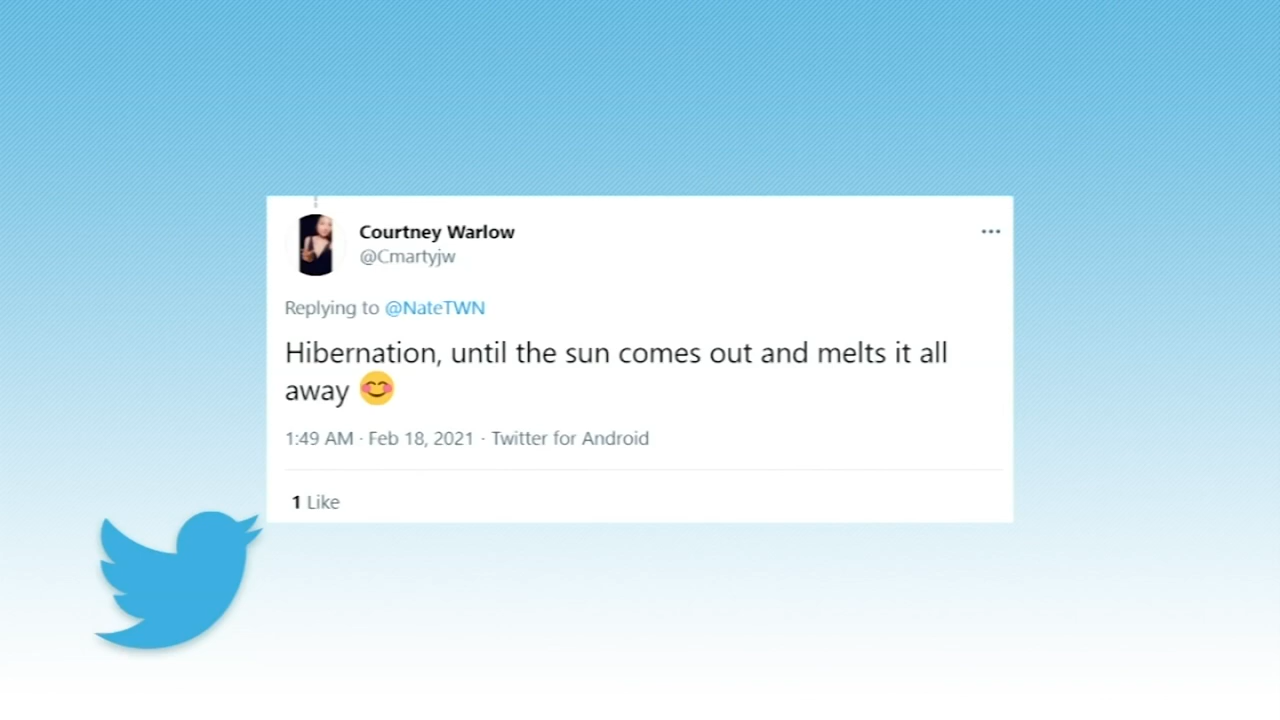 Courtney Warlow
@Cmartyjw
Replying to @NateTWN
Hibernation, until the sun comes out and melts it all
away 😊
1:49 AM · Feb 18, 2021 · Twitter for Android
1 Like